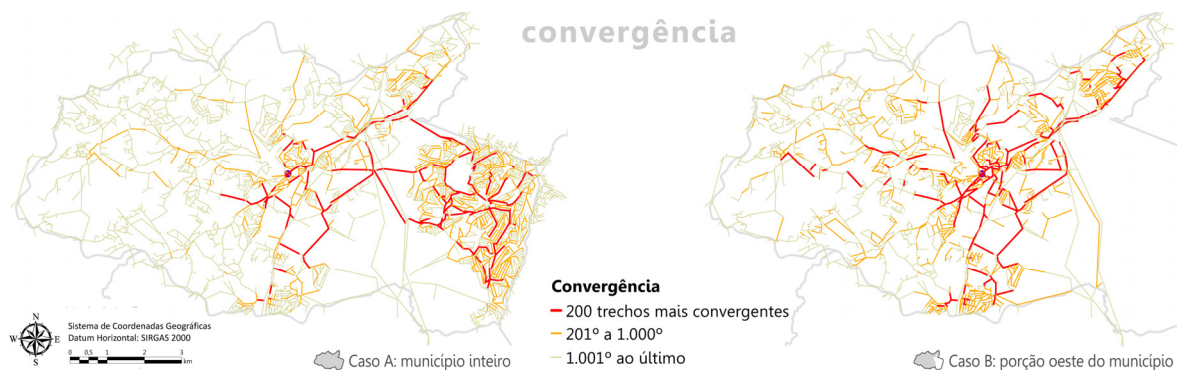 convergência
Convergência
200 trechos mais convergentes
201º a 1.000º
1.001º ao último
N
W
E
S
Sistema de Coordenadas Geográficas
Datum Horizontal: SIRGAS 2000
0 0,5 1 2 3
km
Caso A: município inteiro
Caso B: porção oeste do município